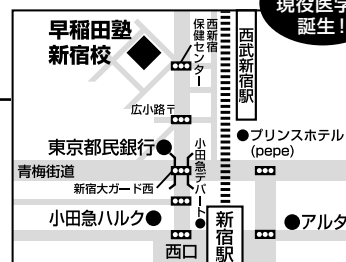 現役医学
誕生!
早稲田塾
新宿校
西新宿
保健センター
西武新宿駅
広小路〒
プリンスホテル
(pepe)
東京都民銀行
小田急デパート
青梅街道
新宿大ガード西
小田急ハルク
新宿駅
アルタ
西口